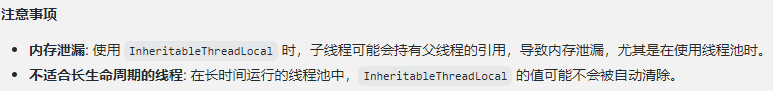 注意事项
内存泄漏: 使用 InheritableThreadLocal 时，子线程可能会持有父线程的引用，导致内存泄漏，尤其是在使用线程池时。
不适合长生命周期的线程: 在长时间运行的线程池中，InheritableThreadLocal 的值可能不会被自动清除。